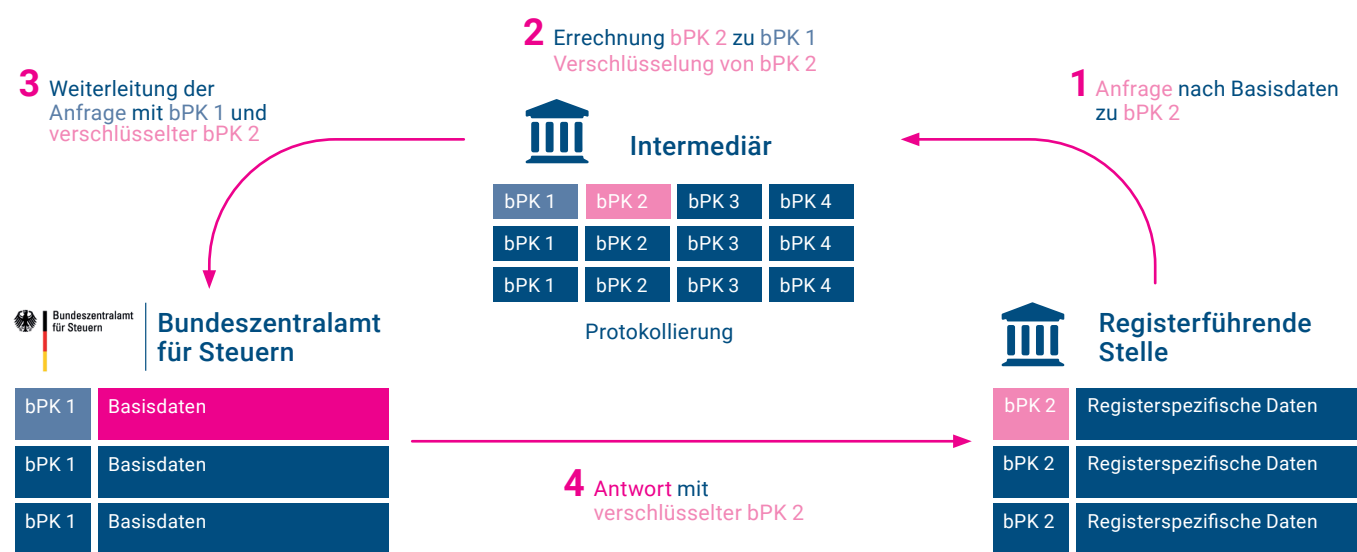 2 Errechnung bPK 2 zu bPK 1
Verschlüsselung von bPK 2
3 Weiterleitung der
Anfrage mit bPK 1 und
verschlüsselter bPK 2
1 Anfrage nach Basisdaten
zu bPK 2
Intermediär
bPK 1 bPK 2 bPK 3 bPK 4
bPK 1 bPK 2 bPK 3 bPK 4
bPK 1 bPK 2 bPK 3 bPK 4
Protokollierung
Bundeszentralamt
für Steuern
Bundeszentralamt
für Steuern
bPK 1 Basisdaten
bPK 1 Basisdaten
bPK 1 Basisdaten
Registerführende
Stelle
bPK 2 Registerspezifische Daten
bPK 2 Registerspezifische Daten
bPK 2 Registerspezifische Daten
4 Antwort mit
verschlüsselter bPK 2